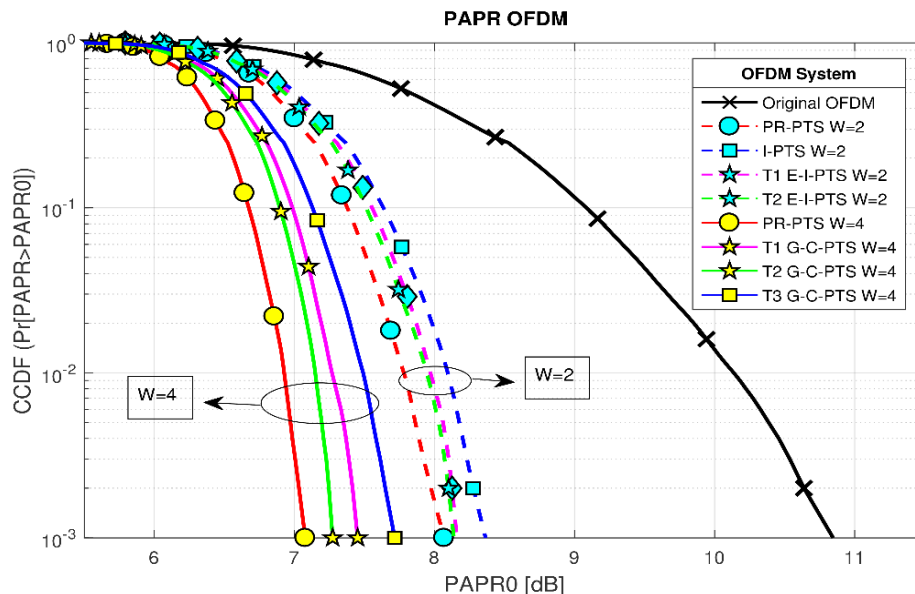 PAPR OFDM
CCDF (Pr[PAPR>PAPR0])
10^0
10^-1
10^-2
10^-3
OFDM System
Original OFDM
PR-PTS W=2
I-PTS W=2
T1 E-I-PTS W=2
T2 E-I-PTS W=2
PR-PTS W=4
T1 G-C-PTS W=4
T2 G-C-PTS W=4
T3 G-C-PTS W=4
W=4
W=2
6 7 8 9 10 11
PAPR0 [dB]